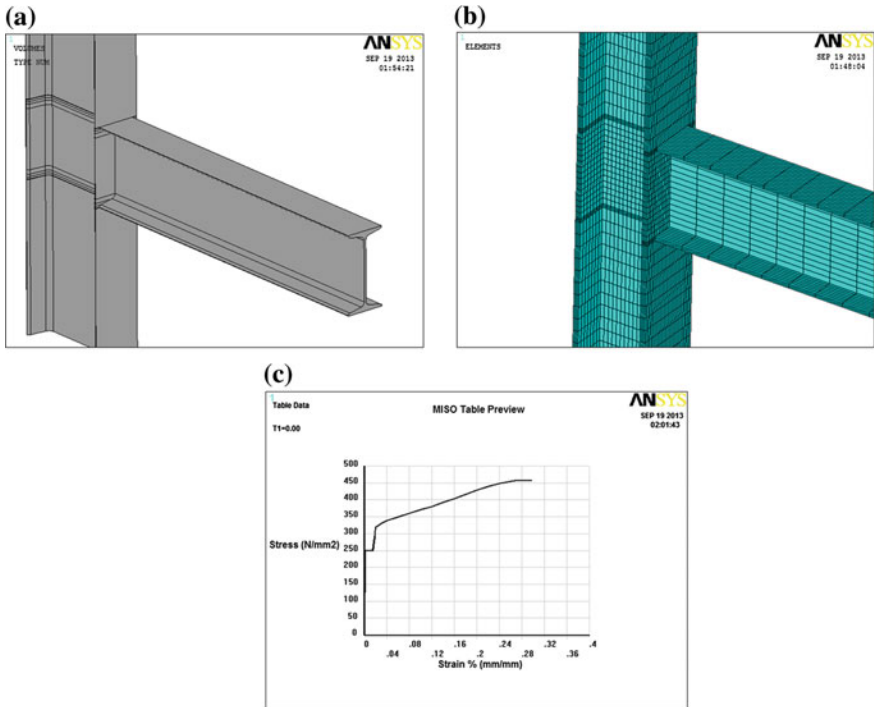 (a)
1
VOLUMES
TYPE NUM
ANSYS
SEP 19 2013
01:54:21
(b)
1
ELEMENTS
ANSYS
SEP 19 2013
01:48:04
(c)
1
Table Data
T1=0.00
MISO Table Preview
ANSYS
SEP 19 2013
02:01:43
500
450
400
350
300
250
200
150
100
50
0
Stress (N/mm2)
0 .08 .16 .24 .32 .4
.04 .12 .2 .28 .36
Strain % (mm/mm)